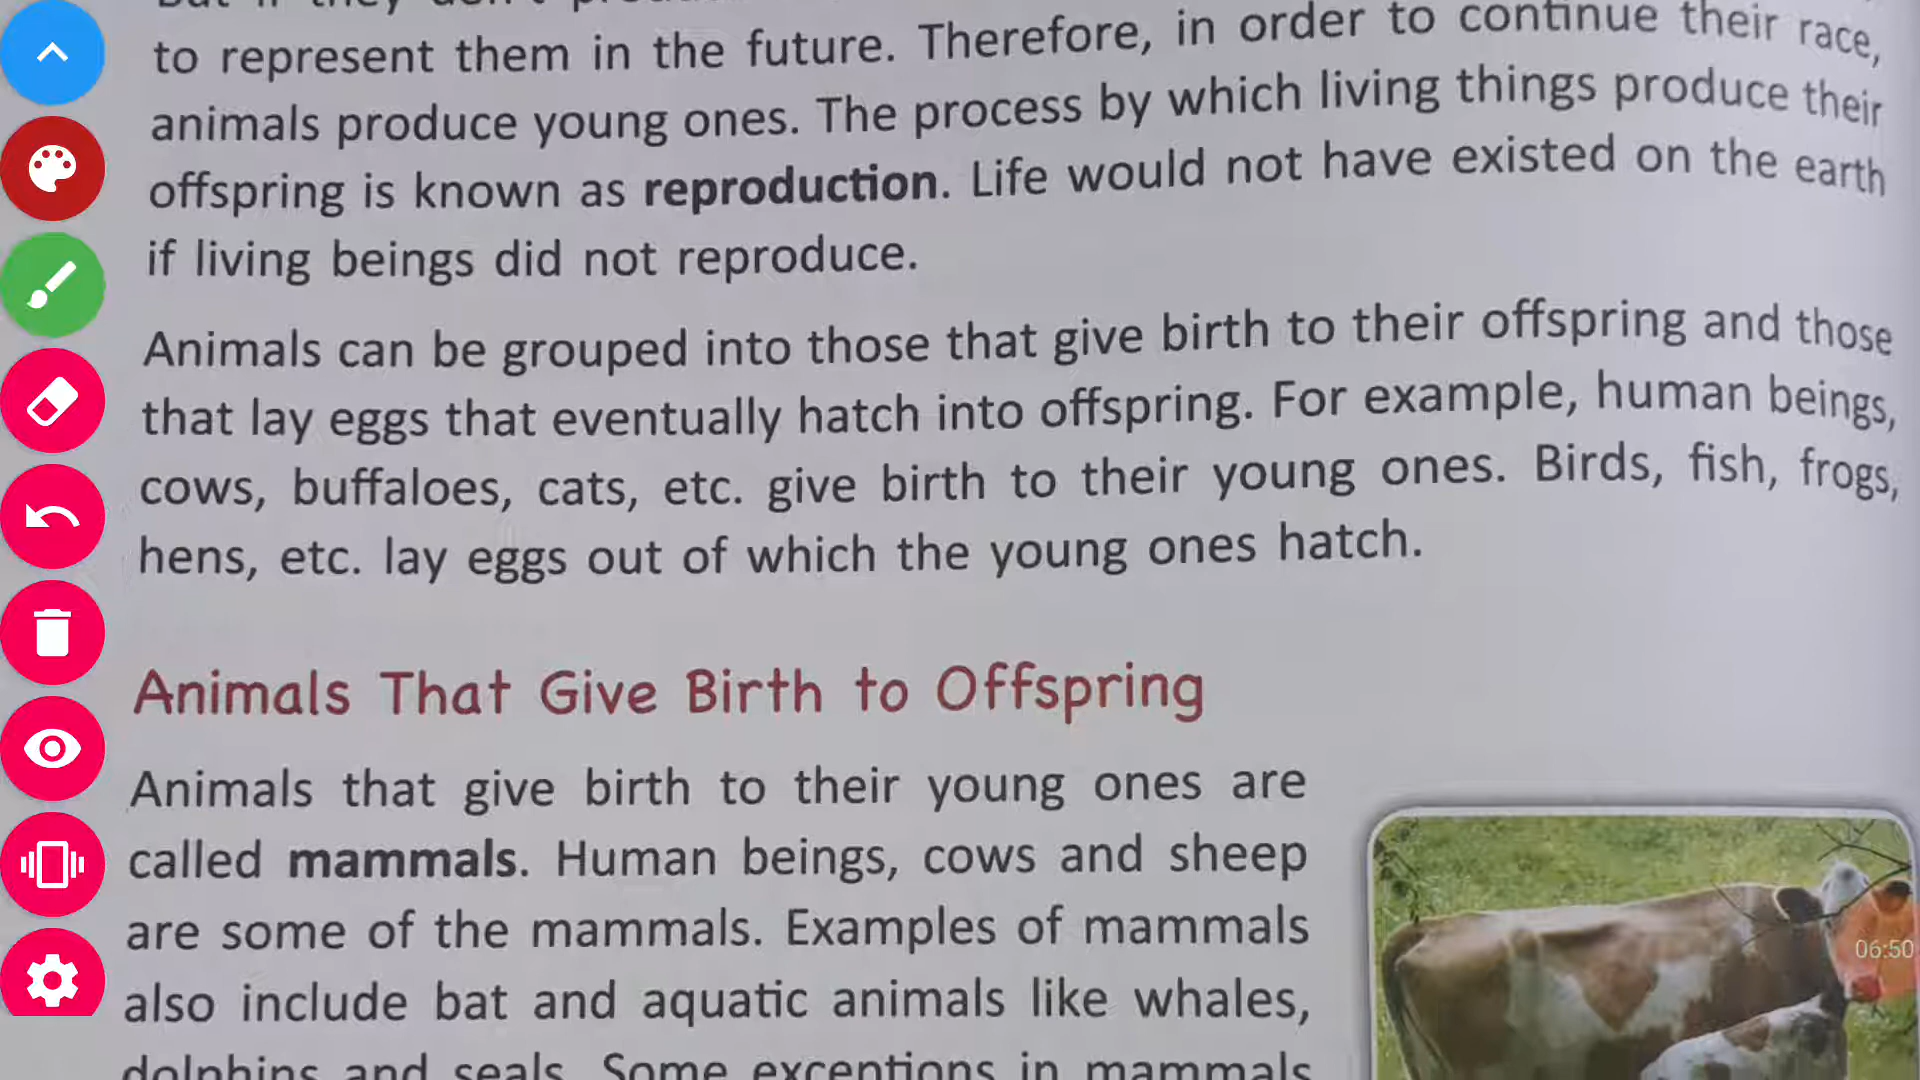 to represent them in the future. Therefore, in order to continue their race,
animals produce young ones. The process by which living things produce their
offspring is known as reproduction. Life would not have existed on the earth
if living beings did not reproduce.
Animals can be grouped into those that give birth to their offspring and those
that lay eggs that eventually hatch into offspring. For example, human beings,
cows, buffaloes, cats, etc. give birth to their young ones. Birds, fish, frogs,
hens, etc. lay eggs out of which the young ones hatch.
Animals That Give Birth to Offspring
Animals that give birth to their young ones are
called mammals. Human beings, cows and sheep
are some of the mammals. Examples of mammals
also include bat and aquatic animals like whales,
dolphins and seals. Some exceptions in mammals
06:50